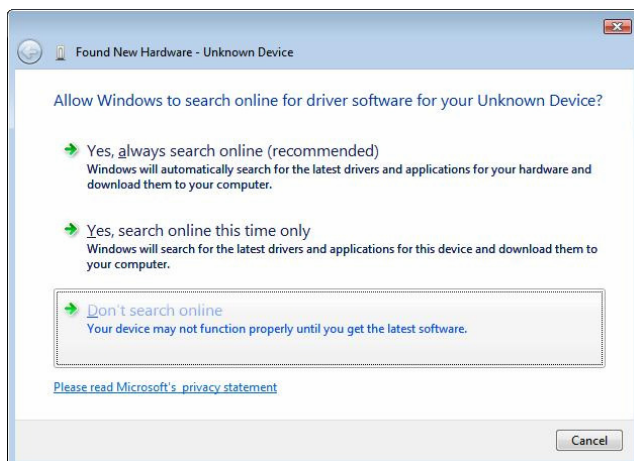 Found New Hardware - Unknown Device
Allow Windows to search online for driver software for your Unknown Device?
Yes, always search online (recommended)
Windows will automatically search for the latest drivers and applications for your hardware and
download them to your computer.
Yes, search online this time only
Windows will search for the latest drivers and applications for this device and download them to
your computer.
Don't search online
Your device may not function properly until you get the latest software.
Please read Microsoft's privacy statement
Cancel